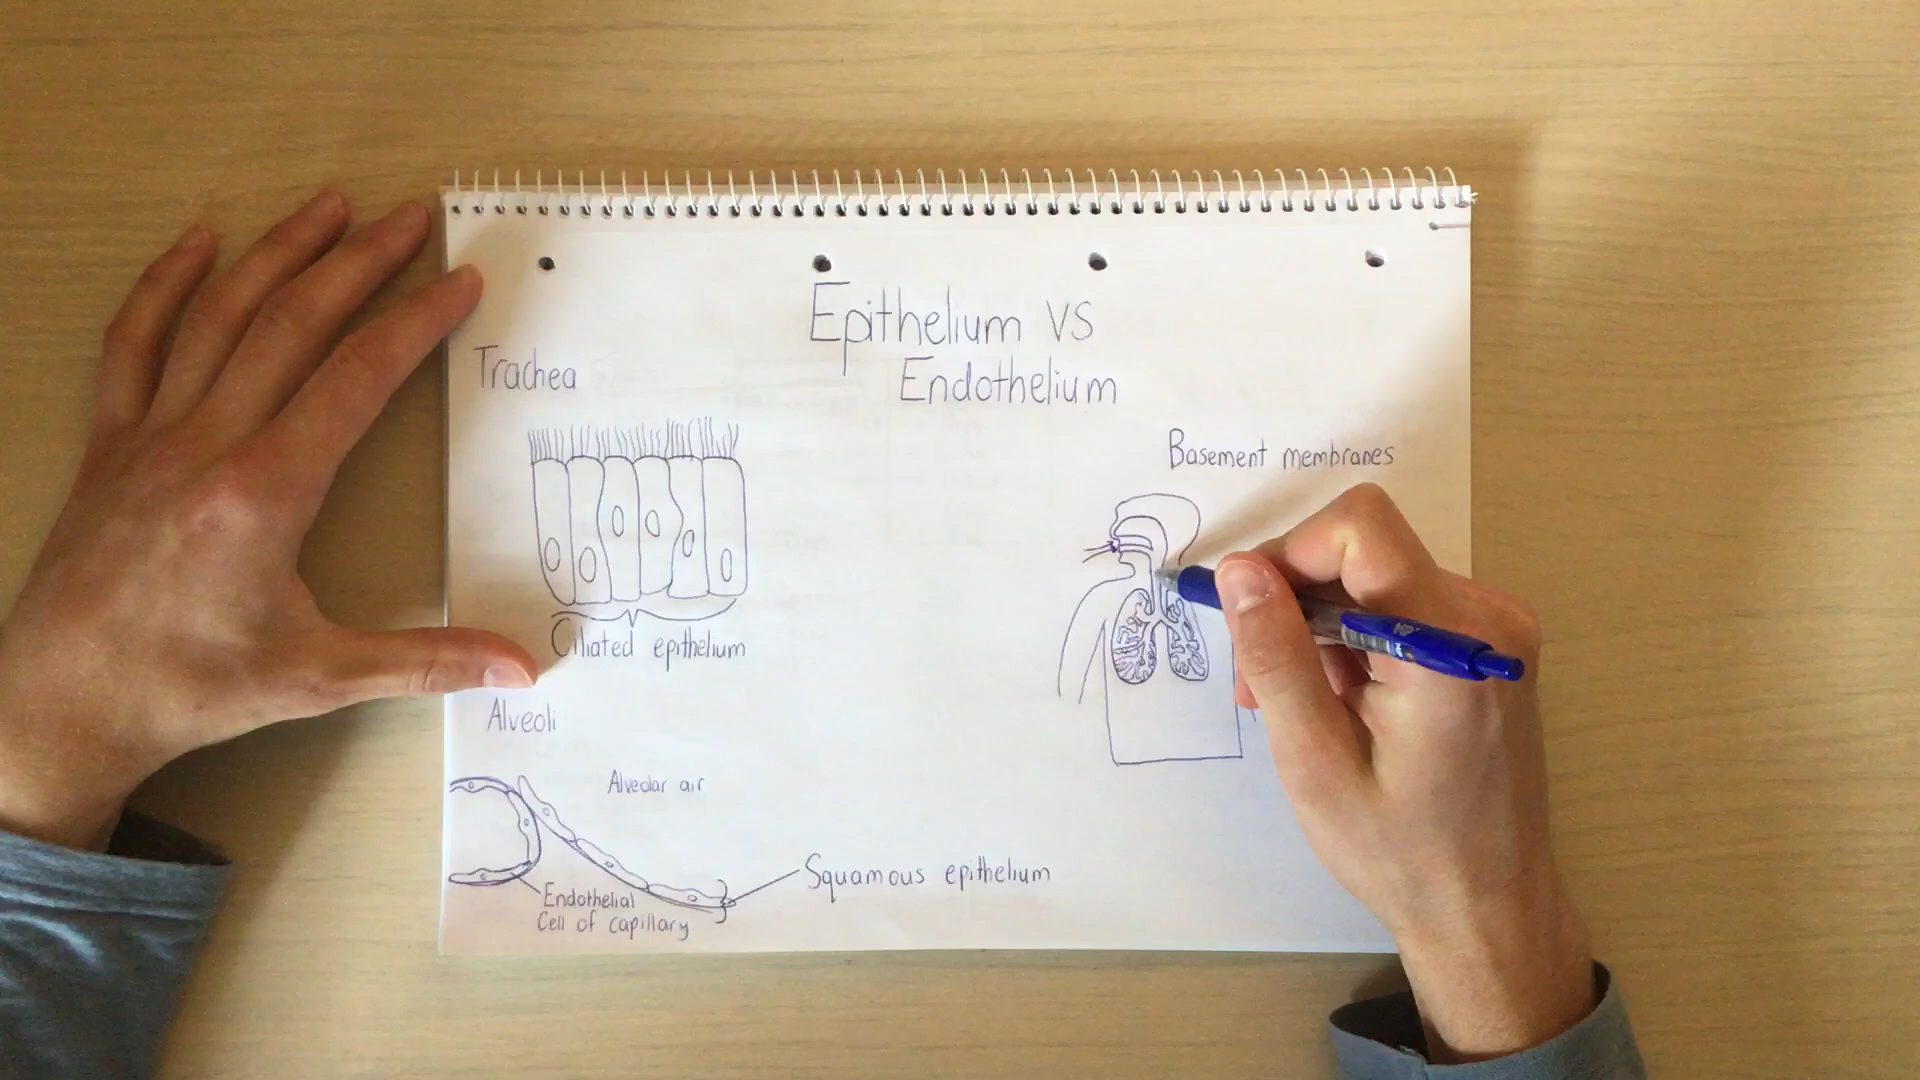 Epithelium vs
Endothelium
Trachea
Basement membranes
Ciliated epithelium
Alveoli
Alveolar air
Squamous epithelium
Endothelial
Cell of capillary